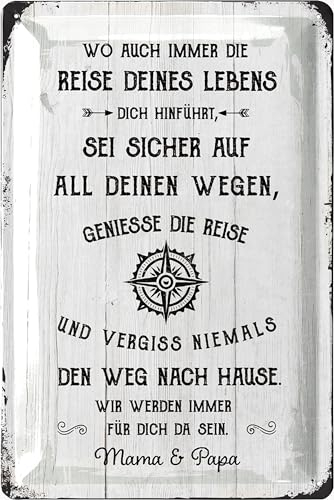 WO AUCH IMMER DIE
REISE DEINES LEBENS
DICH HINFÜHRT,
SEI SICHER AUF
ALL DEINEN WEGEN,
GENIESSE DIE REISE
UND VERGISS NIEMALS
DEN WEG NACH HAUSE.
WIR WERDEN IMMER
FÜR DICH DA SEIN.
Mama & Papa